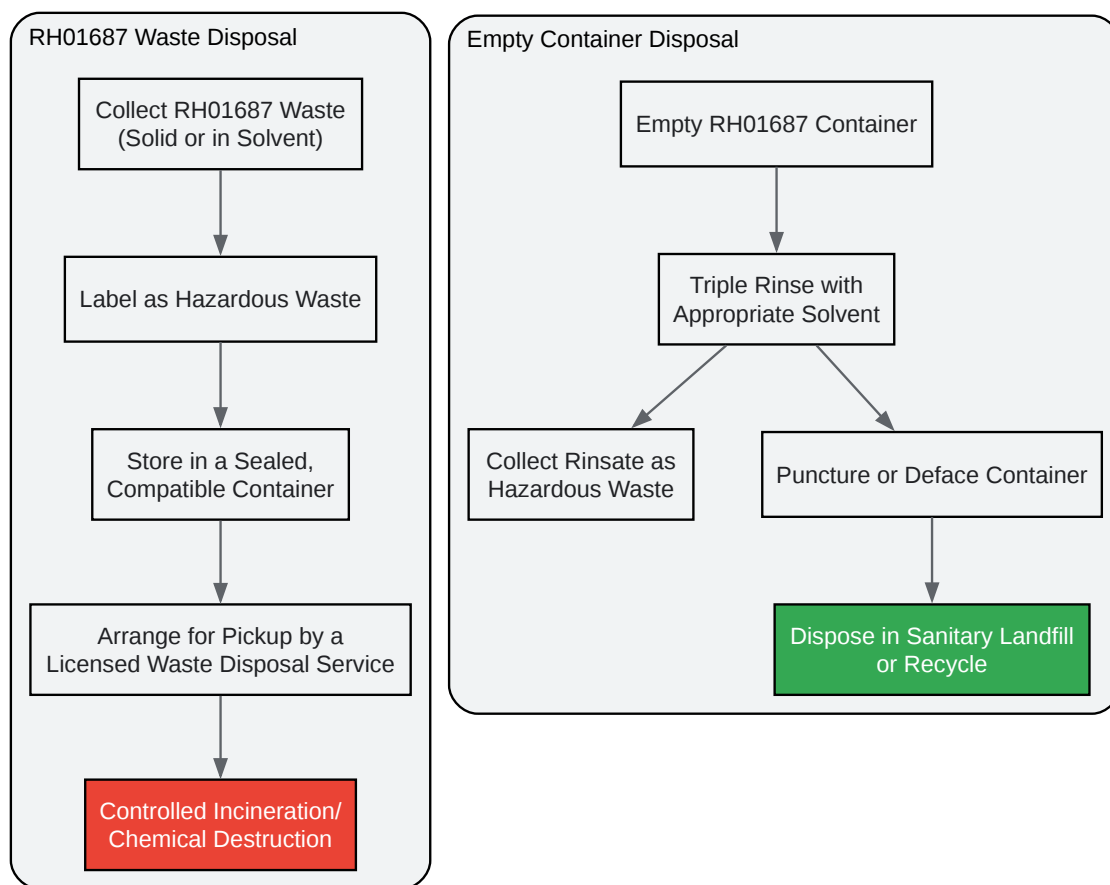 RH01687 Waste Disposal
Collect RH01687 Waste
(Solid or in Solvent)
Label as Hazardous Waste
Store in a Sealed,
Compatible Container
Arrange for Pickup by a
Licensed Waste Disposal Service
Controlled Incineration/
Chemical Destruction
Empty Container Disposal
Empty RH01687 Container
Triple Rinse with
Appropriate Solvent
Collect Rinsate as
Hazardous Waste
Puncture or Deface Container
Dispose in Sanitary Landfill
or Recycle